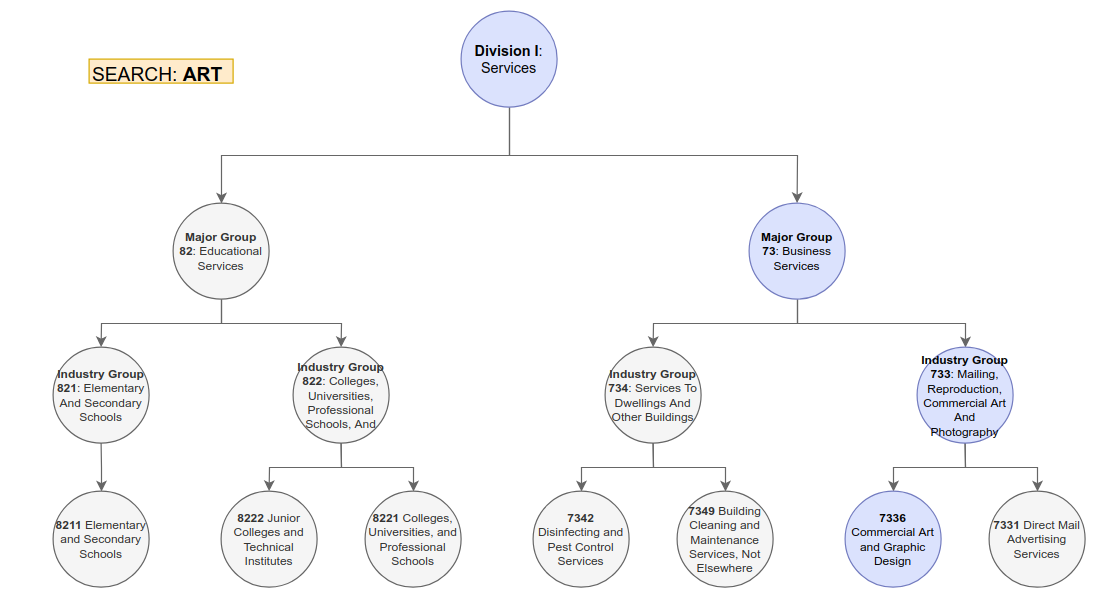 Division I:
Services
SEARCH: ART
Major Group
82: Educational
Services
Major Group
73: Business
Services
Industry Group
821: Elementary
And Secondary
Schools
Industry Group
822: Colleges,
Universities,
Professional
Schools, And
Industry Group
734: Services To
Dwellings And
Other Buildings
Industry Group
733: Mailing,
Reproduction,
Commercial Art
And
Photography
8211 Elementary
and Secondary
Schools
8222 Junior
Colleges and
Technical
Institutes
8221 Colleges,
Universities, and
Professional
Schools
7342
Disinfecting and
Pest Control
Services
7349 Building
Cleaning and
Maintenance
Services, Not
Elsewhere
7336
Commercial Art
and Graphic
Design
7331 Direct Mail
Advertising
Services